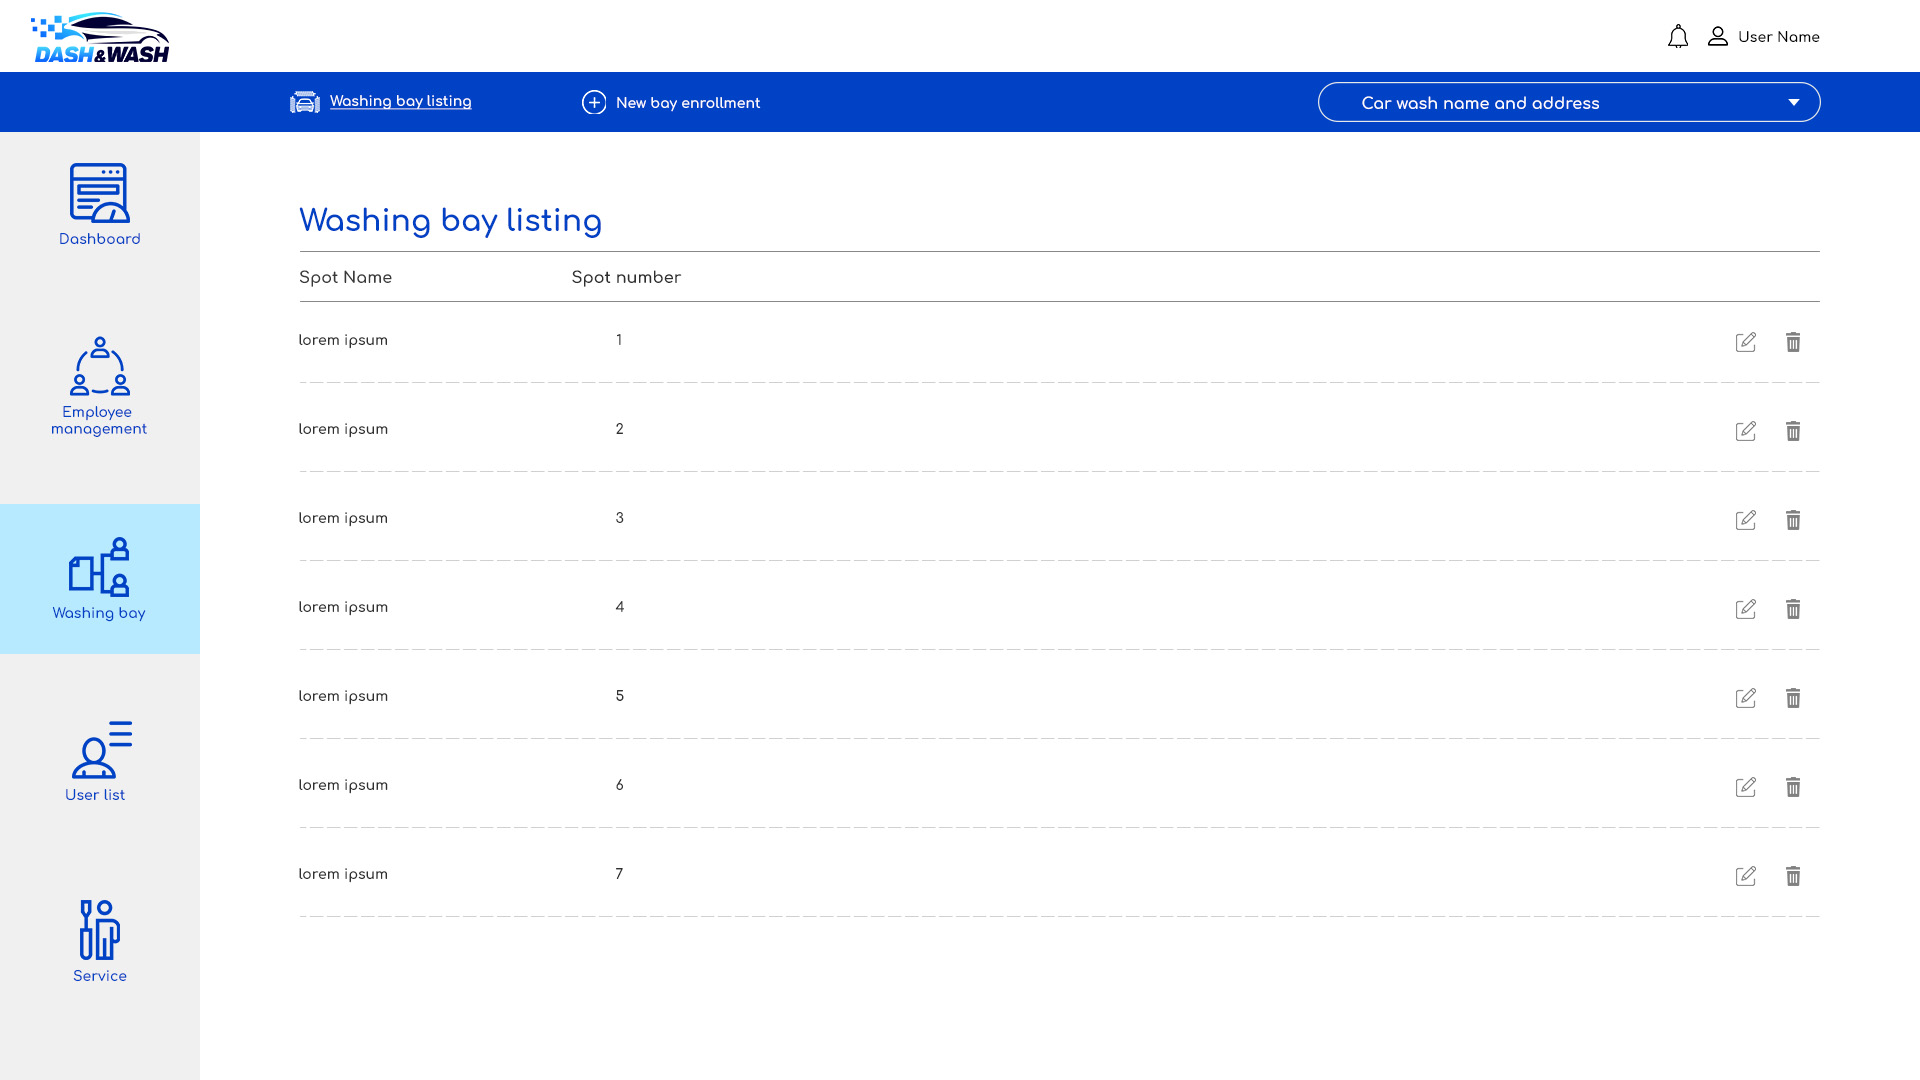 DASH&WASH
User Name
Washing bay listing
New bay enrollment
Car wash name and address
Dashboard
Employee
management
Washing bay
User list
Service
Washing bay listing
Spot Name Spot number
lorem ipsum 1
lorem ipsum 2
lorem ipsum 3
lorem ipsum 4
lorem ipsum 5
lorem ipsum 6
lorem ipsum 7